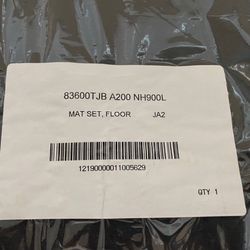 83600TJB A200 NH900L
MAT SET, FLOOR JA2
12190000011005629
QTY 1